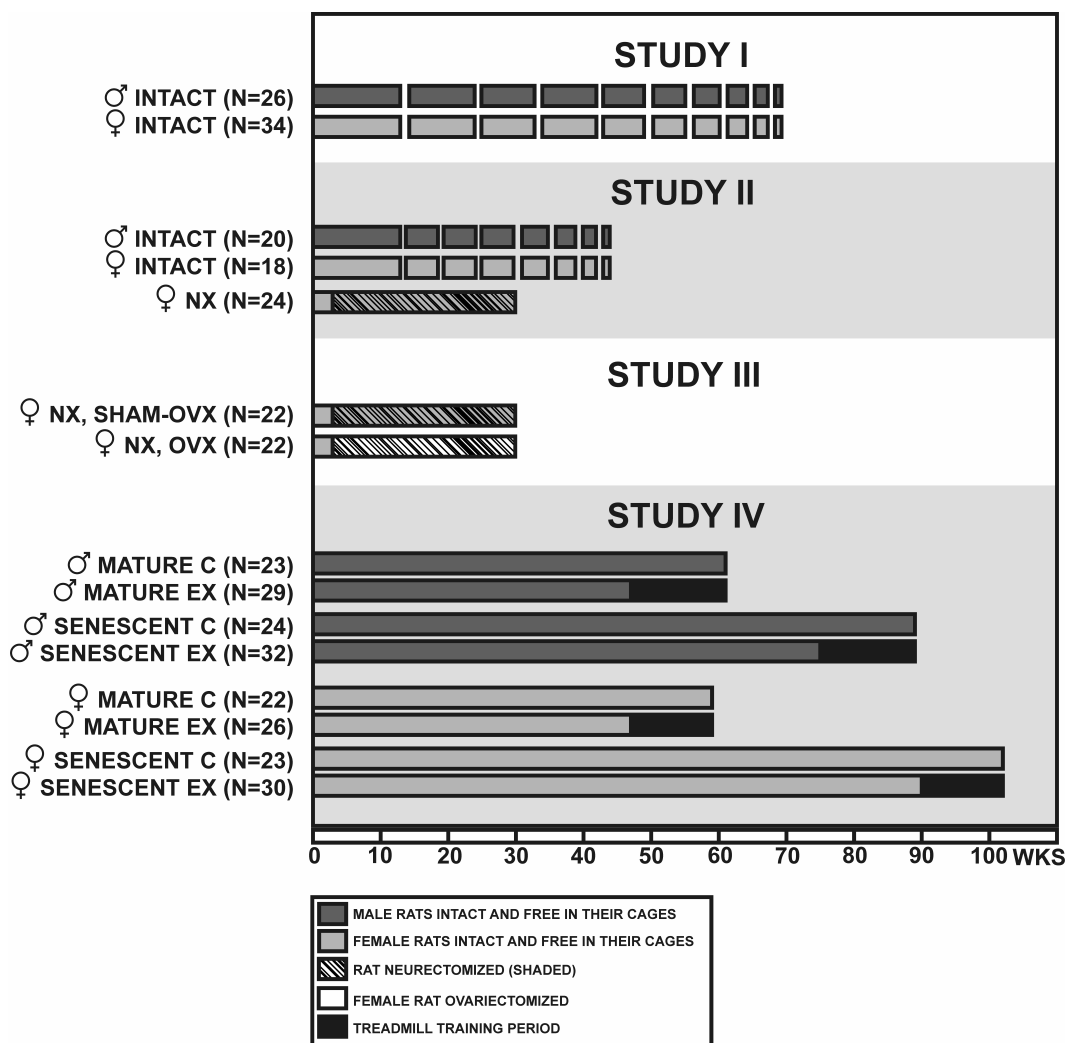 STUDY I
♂ INTACT (N=26)
♀ INTACT (N=34)
STUDY II
♂ INTACT (N=20)
♀ INTACT (N=18)
♀ NX (N=24)
STUDY III
♀ NX, SHAM-OVX (N=22)
♀ NX, OVX (N=22)
STUDY IV
♂ MATURE C (N=23)
♂ MATURE EX (N=29)
♂ SENESCENT C (N=24)
♂ SENESCENT EX (N=32)
♀ MATURE C (N=22)
♀ MATURE EX (N=26)
♀ SENESCENT C (N=23)
♀ SENESCENT EX (N=30)
0 10 20 30 40 50 60 70 80 90 100 WKS
MALE RATS INTACT AND FREE IN THEIR CAGES
FEMALE RATS INTACT AND FREE IN THEIR CAGES
RAT NEURECTOMIZED (SHADED)
FEMALE RAT OVARIECTOMIZED
TREADMILL TRAINING PERIOD